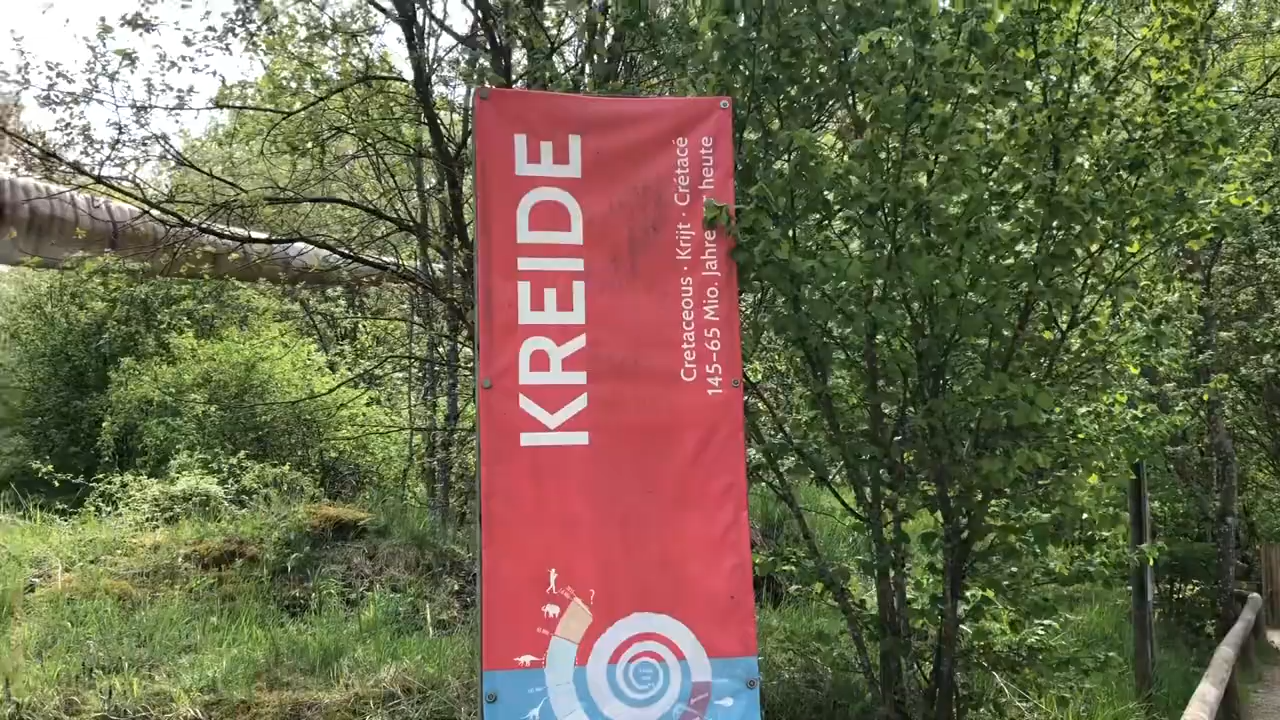 KREIDE
Cretaceous · Krijt · Crétacé
145–65 Mio. Jahre heute
?